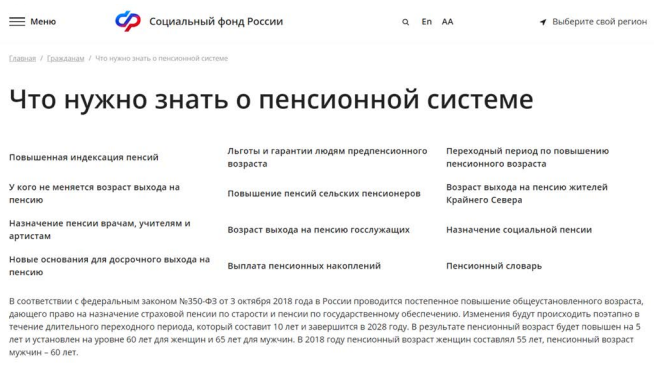 Меню
Социальный фонд России
En
AA
Выберите свой регион
Главная / Гражданам / Что нужно знать о пенсионной системе
Что нужно знать о пенсионной системе
Повышенная индексация пенсий
Льготы и гарантии людям предпенсионного
возраста
Переходный период по повышению
пенсионного возраста
У кого не меняется возраст выхода на
пенсию
Повышение пенсий сельских пенсионеров
Возраст выхода на пенсию жителей
Крайнего Севера
Назначение пенсии врачам, учителям и
артистам
Возраст выхода на пенсию госслужащих
Назначение социальной пенсии
Новые основания для досрочного выхода на
пенсию
Выплата пенсионных накоплений
Пенсионный словарь
В соответствии с федеральным законом №350-ФЗ от 3 октября 2018 года в России проводится постепенное повышение общеустановленного возраста,
дающего право на назначение страховой пенсии по старости и пенсии по государственному обеспечению. Изменения будут происходить поэтапно в
течение длительного переходного периода, который составит 10 лет и завершится в 2028 году. В результате пенсионный возраст будет повышен на 5
лет и установлен на уровне 60 лет для женщин и 65 лет для мужчин. В 2018 году пенсионный возраст женщин составлял 55 лет, пенсионный возраст
мужчин – 60 лет.